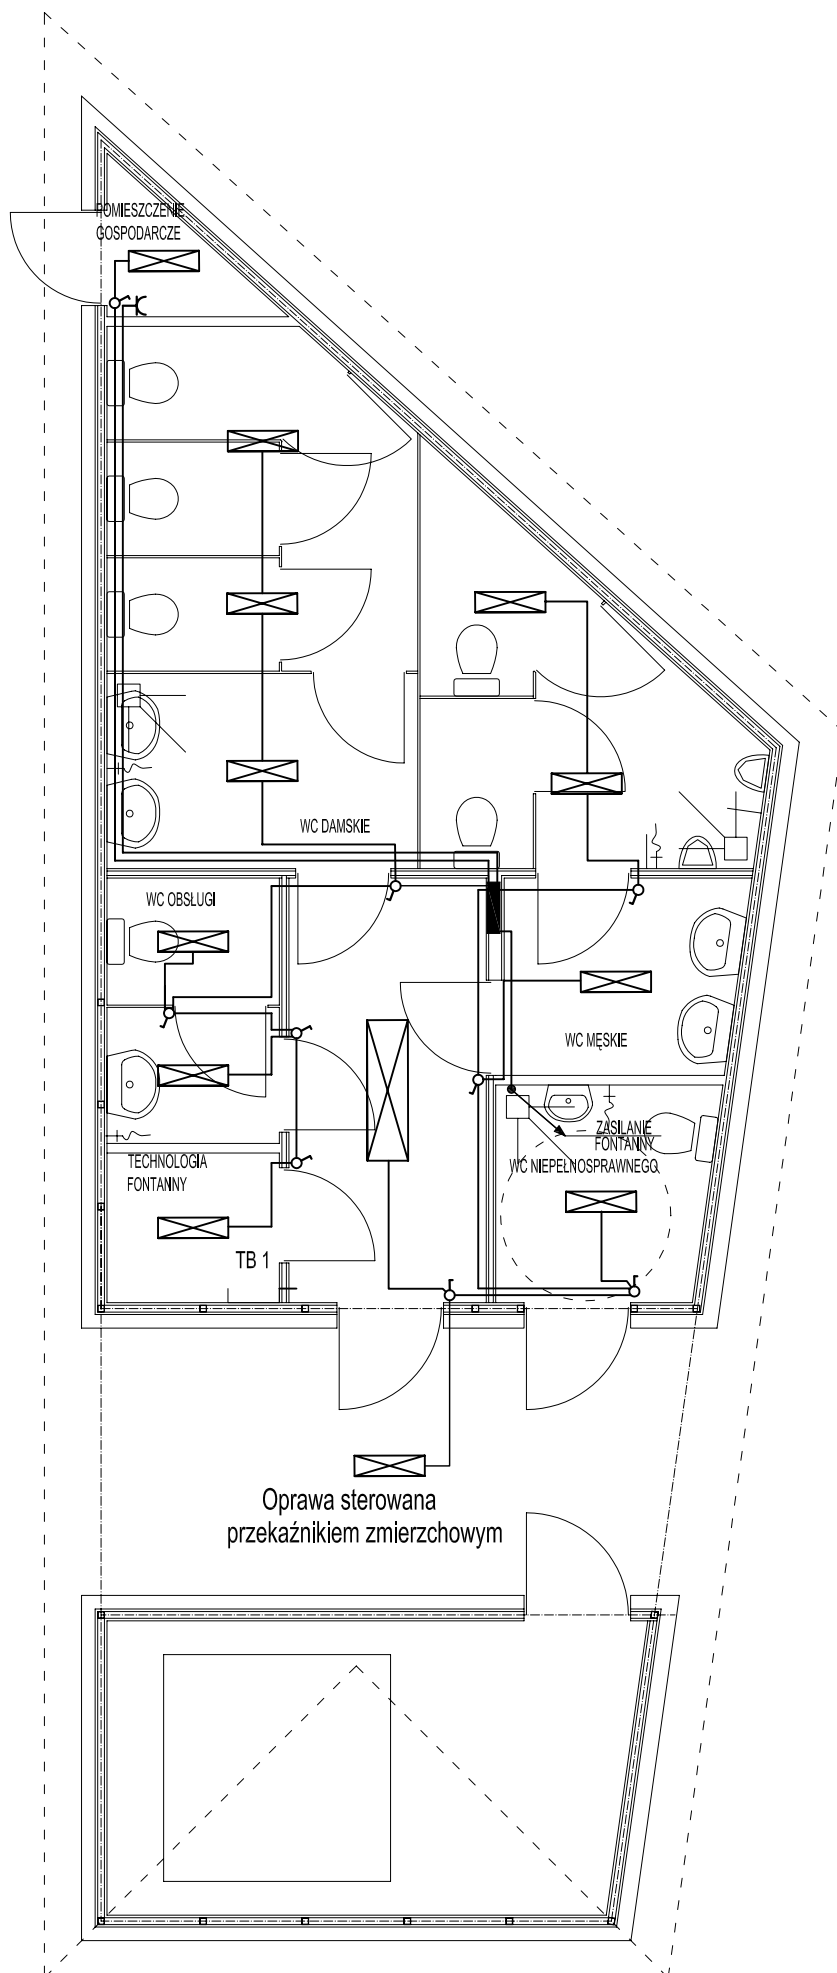 POMIESZCZENIE
GOSPODARCZE
WC DAMSKIE
WC OBSŁUGI
WC MĘSKIE
ZASILANIE
FONTANNY
WC NIEPEŁNOSPRAWNEGO
TECHNOLOGIA
FONTANNY
TB 1
Oprawa sterowana
przekaźnikiem zmierzchowym